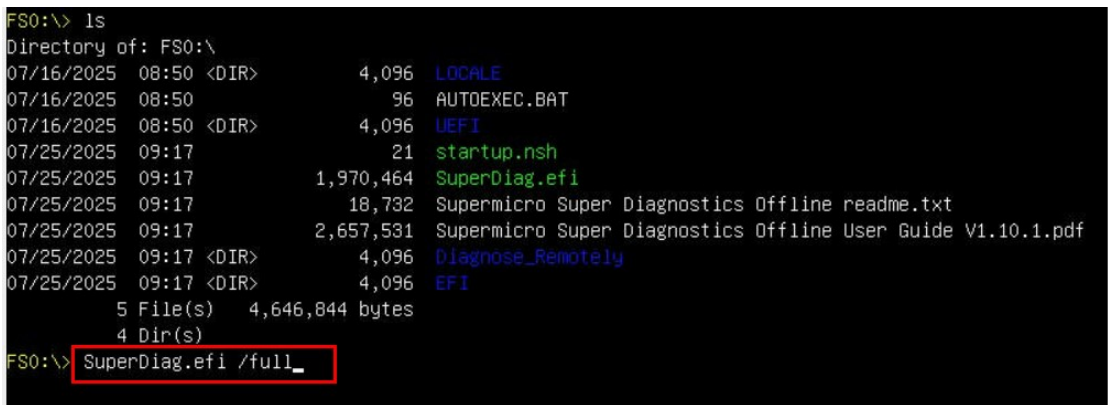 FS0:\> ls
Directory of: FS0:\
07/16/2025  08:50 <DIR>         4,096  LOCALE
07/16/2025  08:50                  96  AUTOEXEC.BAT
07/16/2025  08:50 <DIR>         4,096  UEFI
07/25/2025  09:17                  21  startup.nsh
07/25/2025  09:17           1,970,464  SuperDiag.efi
07/25/2025  09:17              18,732  Supermicro Super Diagnostics Offline readme.txt
07/25/2025  09:17           2,657,531  Supermicro Super Diagnostics Offline User Guide V1.10.1.pdf
07/25/2025  09:17 <DIR>         4,096  Diagnose_Remotely
07/25/2025  09:17 <DIR>         4,096  EFI
5 File(s)   4,646,844 bytes
4 Dir(s)
FS0:\> SuperDiag.efi /full_